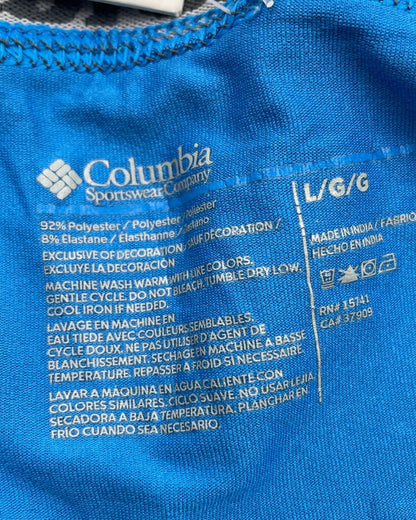 Columbia
Sportswear Company
92% Polyester / Polyester / Poliester
8% Elastane / Élasthanne / Elastano
EXCLUSIVE OF DECORATION / SAUF DÉCORATION /
EXCLUYE LA DECORACIÓN
MACHINE WASH WARM WITH LIKE COLORS.
GENTLE CYCLE. DO NOT BLEACH. TUMBLE DRY LOW.
COOL IRON IF NEEDED.
LAVAGE EN MACHINE EN
EAU TIÈDE AVEC COULEURS SEMBLABLES.
CYCLE DOUX. NE PAS UTILISER D'AGENT DE
BLANCHISSEMENT. SECHAGE EN MACHINE A BASSE
TEMPERATURE. REPASSER A FROID SI NECESSAIRE.
LAVAR A MÁQUINA EN AGUA CALIENTE CON
COLORES SIMILARES. CICLO SUAVE. NO USAR LEJIA.
SECADORA A BAJA TEMPERATURA. PLANCHAR EN
FRÍO CUANDO SEA NECESARIO.
L/G/G
MADE IN INDIA / FABRIQ
HECHO EN INDIA
RN# 15741
CA# 37909